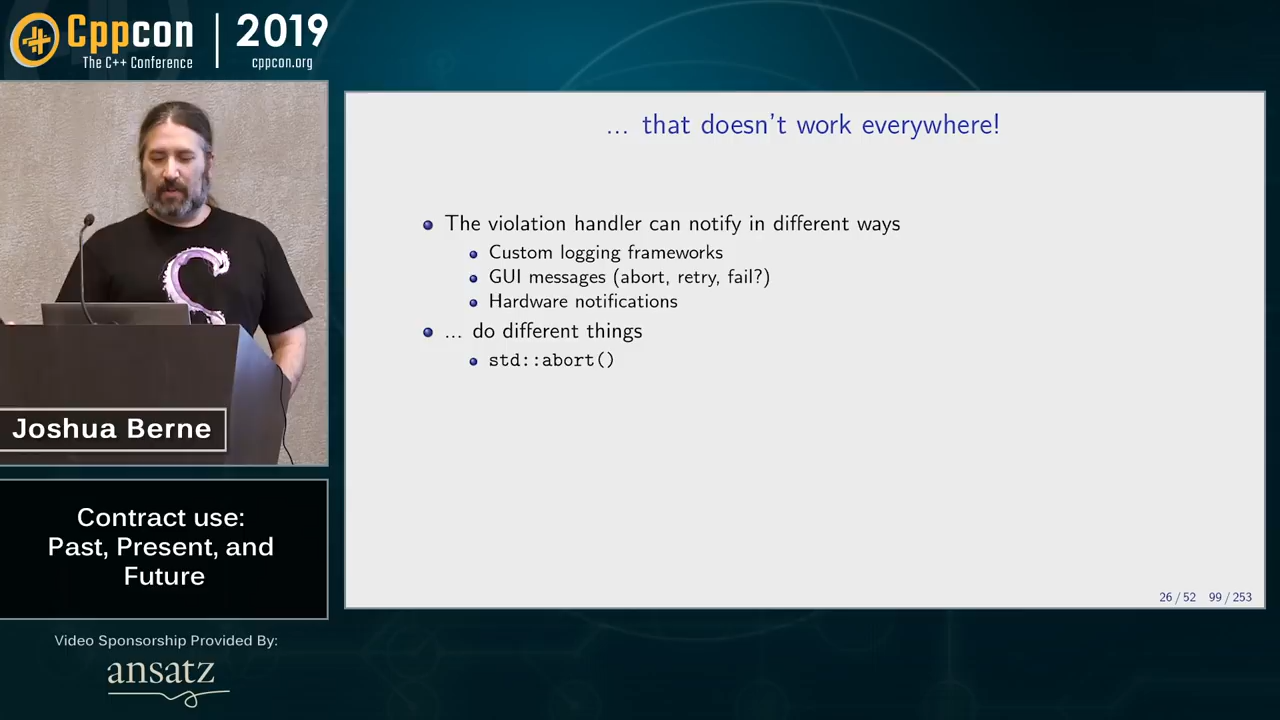 Cppcon
The C++ Conference
2019
cppcon.org
... that doesn't work everywhere!
The violation handler can notify in different ways
Custom logging frameworks
GUI messages (abort, retry, fail?)
Hardware notifications
... do different things
std::abort()
26 / 52 99 / 253
Joshua Berne
Contract use:
Past, Present, and
Future
Video Sponsorship Provided By:
ansatz